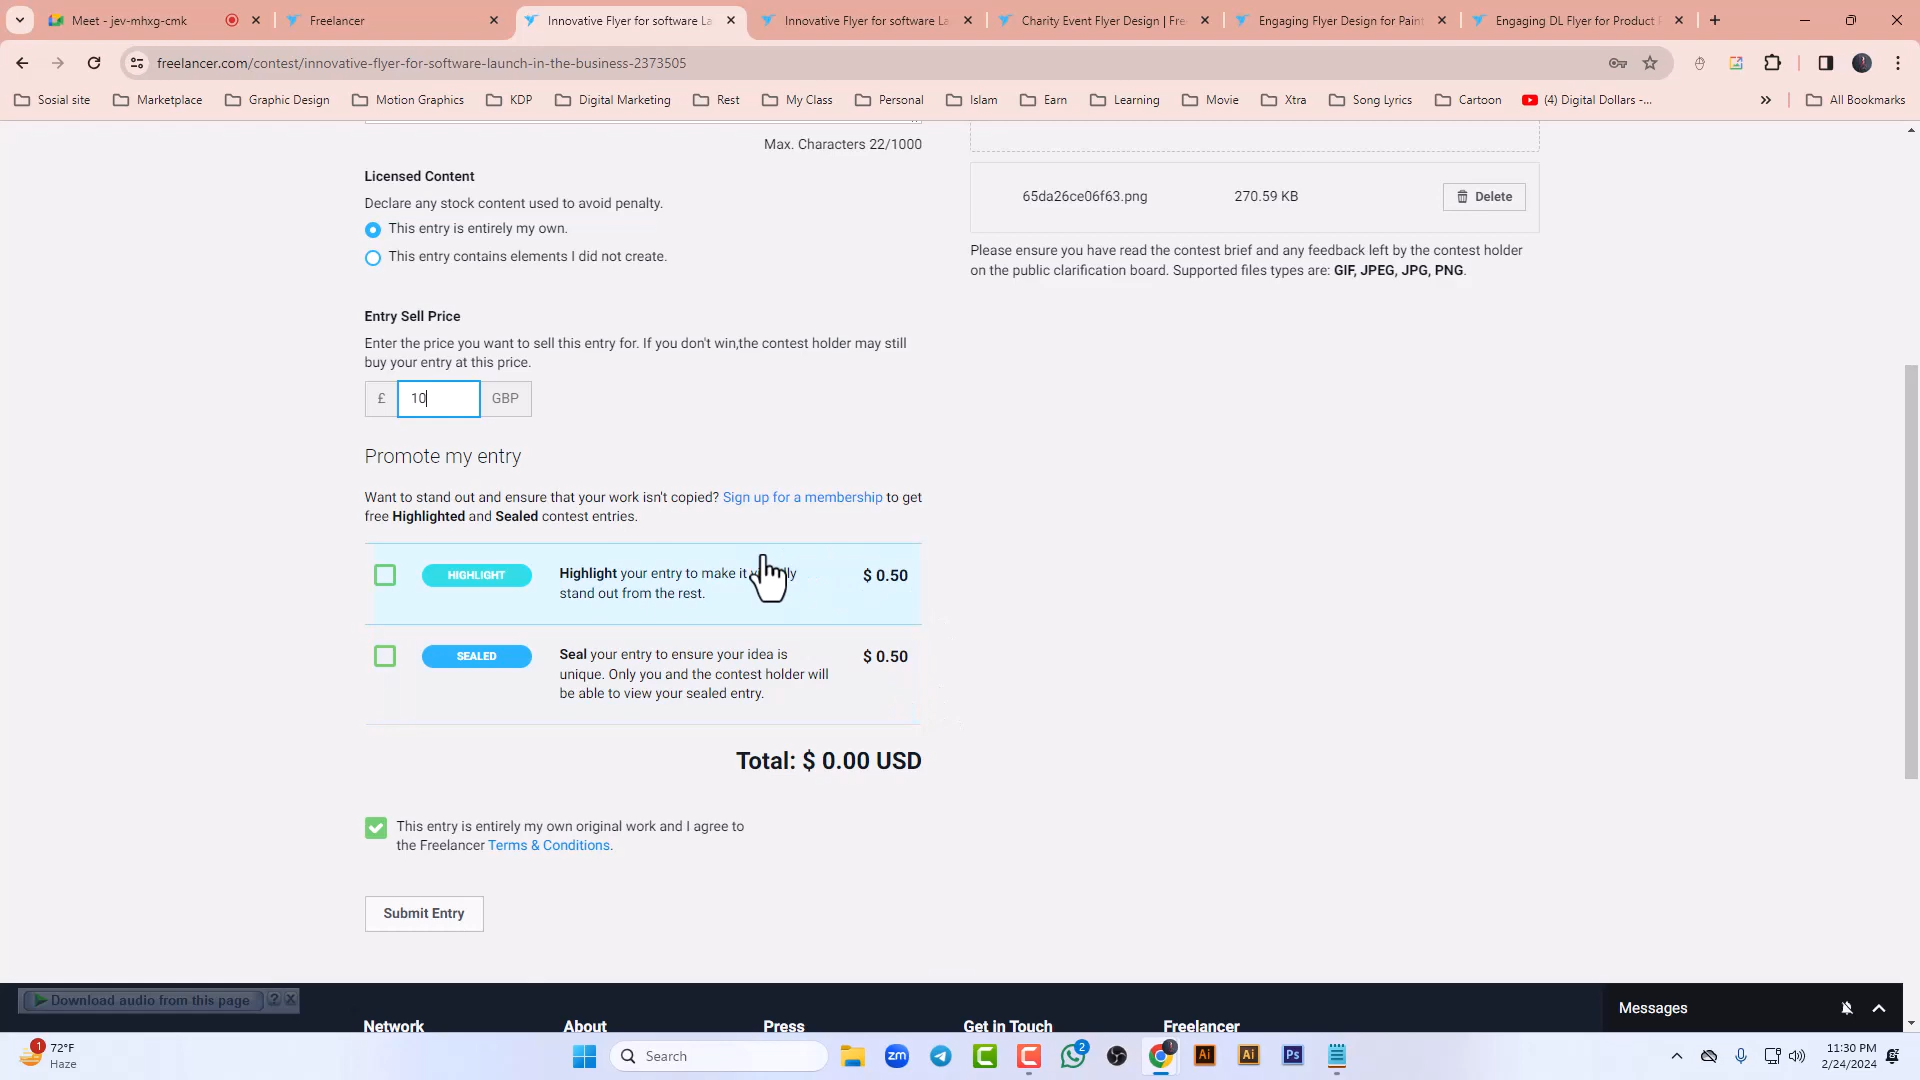 Meet - jev-mhxg-cmk
Freelancer
Innovative Flyer for software La
Innovative Flyer for software La
Charity Event Flyer Design | Fre
Engaging Flyer Design for Paint
Engaging DL Flyer for Product
freelancer.com/contest/innovative-flyer-for-software-launch-in-the-business-2373505
Sosial site
Marketplace
Graphic Design
Motion Graphics
KDP
Digital Marketing
Rest
My Class
Personal
Islam
Earn
Learning
Movie
Xtra
Song Lyrics
Cartoon
(4) Digital Dollars -...
»
All Bookmarks
Max. Characters 22/1000
Licensed Content
Declare any stock content used to avoid penalty.
This entry is entirely my own.
This entry contains elements I did not create.
65da26ce06f63.png 270.59 KB Delete
Please ensure you have read the contest brief and any feedback left by the contest holder
on the public clarification board. Supported files types are: GIF, JPEG, JPG, PNG.
Entry Sell Price
Enter the price you want to sell this entry for. If you don't win,the contest holder may still
buy your entry at this price.
£ 10 GBP
Promote my entry
Want to stand out and ensure that your work isn't copied? Sign up for a membership to get
free Highlighted and Sealed contest entries.
HIGHLIGHT
Highlight your entry to make it
stand out from the rest.
$ 0.50
SEALED
Seal your entry to ensure your idea is
unique. Only you and the contest holder will
be able to view your sealed entry.
$ 0.50
Total: $ 0.00 USD
This entry is entirely my own original work and I agree to
the Freelancer Terms & Conditions.
Submit Entry
Download audio from this page ? X
Messages
Network
About
Press
Get in Touch
Freelancer
1
72°F
Haze
Search
zm
2
Ai
Ai
Ps
11:30 PM
2/24/2024